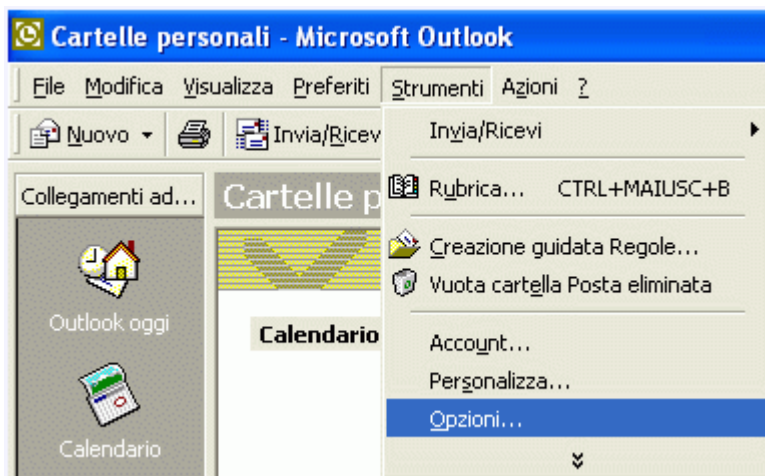 Cartelle personali - Microsoft Outlook
File Modifica Visualizza Preferiti Strumenti Azioni ?
Nuovo Invia/Ricev
Invia/Ricevi
Rubrica... CTRL+MAIUSC+B
Creazione guidata Regole...
Vuota cartella Posta eliminata
Account...
Personalizza...
Opzioni...
Collegamenti ad...
Outlook oggi
Calendario
Cartelle p
Calendario